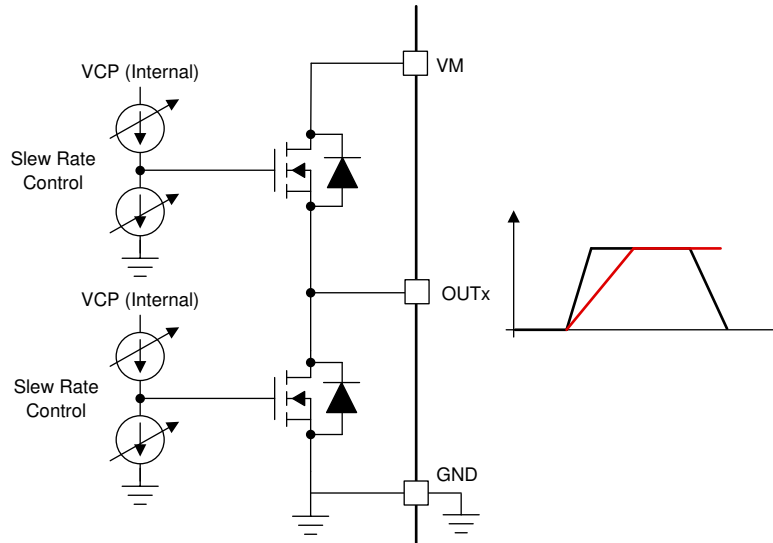 VCP (Internal)
VM
Slew Rate
Control
VCP (Internal)
OUTx
Slew Rate
Control
GND